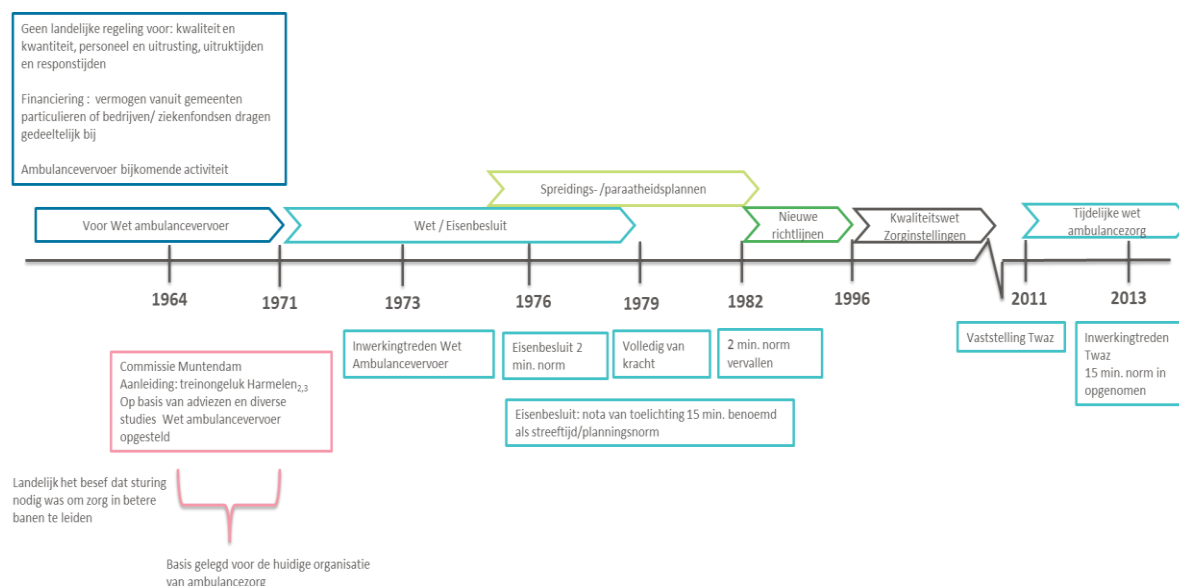 Geen landelijke regeling voor: kwaliteit en
kwantiteit, personeel en uitrusting, uitruktijden
en responstijden
Financiering : vermogen vanuit gemeenten
particulieren of bedrijven/ ziekenfondsen dragen
gedeeltelijk bij
Ambulancevervoer bijkomende activiteit
Spreidings- /paraatheidsplannen
Voor Wet ambulancevervoer
Wet / Eisenbesluit
Nieuwe
richtlijnen
Kwaliteitswet
Zorginstellingen
Tijdelijke wet
ambulancezorg
1964
1971
1973
1976
1979
1982
1996
2011
2013
Inwerkingtreden Wet
Ambulancevervoer
Eisenbesluit 2
min. norm
Volledig van
kracht
2 min. norm
vervallen
Vaststelling Twaz
Inwerkingtreden
Twaz
15 min. norm in
opgenomen
Commissie Muntendam
Aanleiding: treinongeluk Harmelen2,3
Op basis van adviezen en diverse
studies Wet ambulancevervoer
opgesteld
Eisenbesluit: nota van toelichting 15 min. benoemd
als streeftijd/planningsnorm
Landelijk het besef dat sturing
nodig was om zorg in betere
banen te leiden
Basis gelegd voor de huidige organisatie
van ambulancezorg